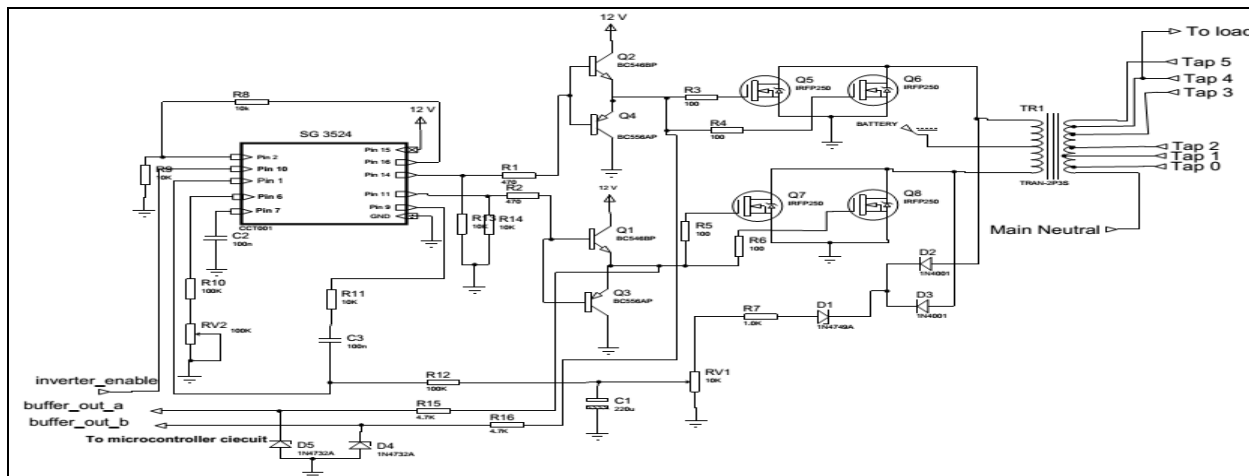 12 V
Q2
BC546BP
Q4
BC556AP
R8
10k
12 V
SG 3524
Pin 2
Pin 10
Pin 1
Pin 6
Pin 7
Pin 15
Pin 16
Pin 14
Pin 11
Pin 9
GND
CCT001
R9
10K
C2
100n
R10
100K
RV2
100K
R1
470
R2
470
R13
10K
R14
10K
R11
10K
C3
100n
12 V
Q1
BC546BP
Q3
BC556AP
R3
100
R4
100
Q5
IRFP250
Q6
IRFP250
BATTERY
Q7
IRFP250
Q8
IRFP250
R5
100
R6
100
TR1
TRAN-2P3S
To load
Tap 5
Tap 4
Tap 3
Tap 2
Tap 1
Tap 0
Main Neutral
D2
1N4001
D3
1N4001
R7
1.0K
D1
1N4749A
RV1
10K
R12
100K
C1
220u
inverter_enable
buffer_out_a
buffer_out_b
To microcontroller ciecuit
R15
4.7K
R16
4.7K
D5
1N4732A
D4
1N4732A